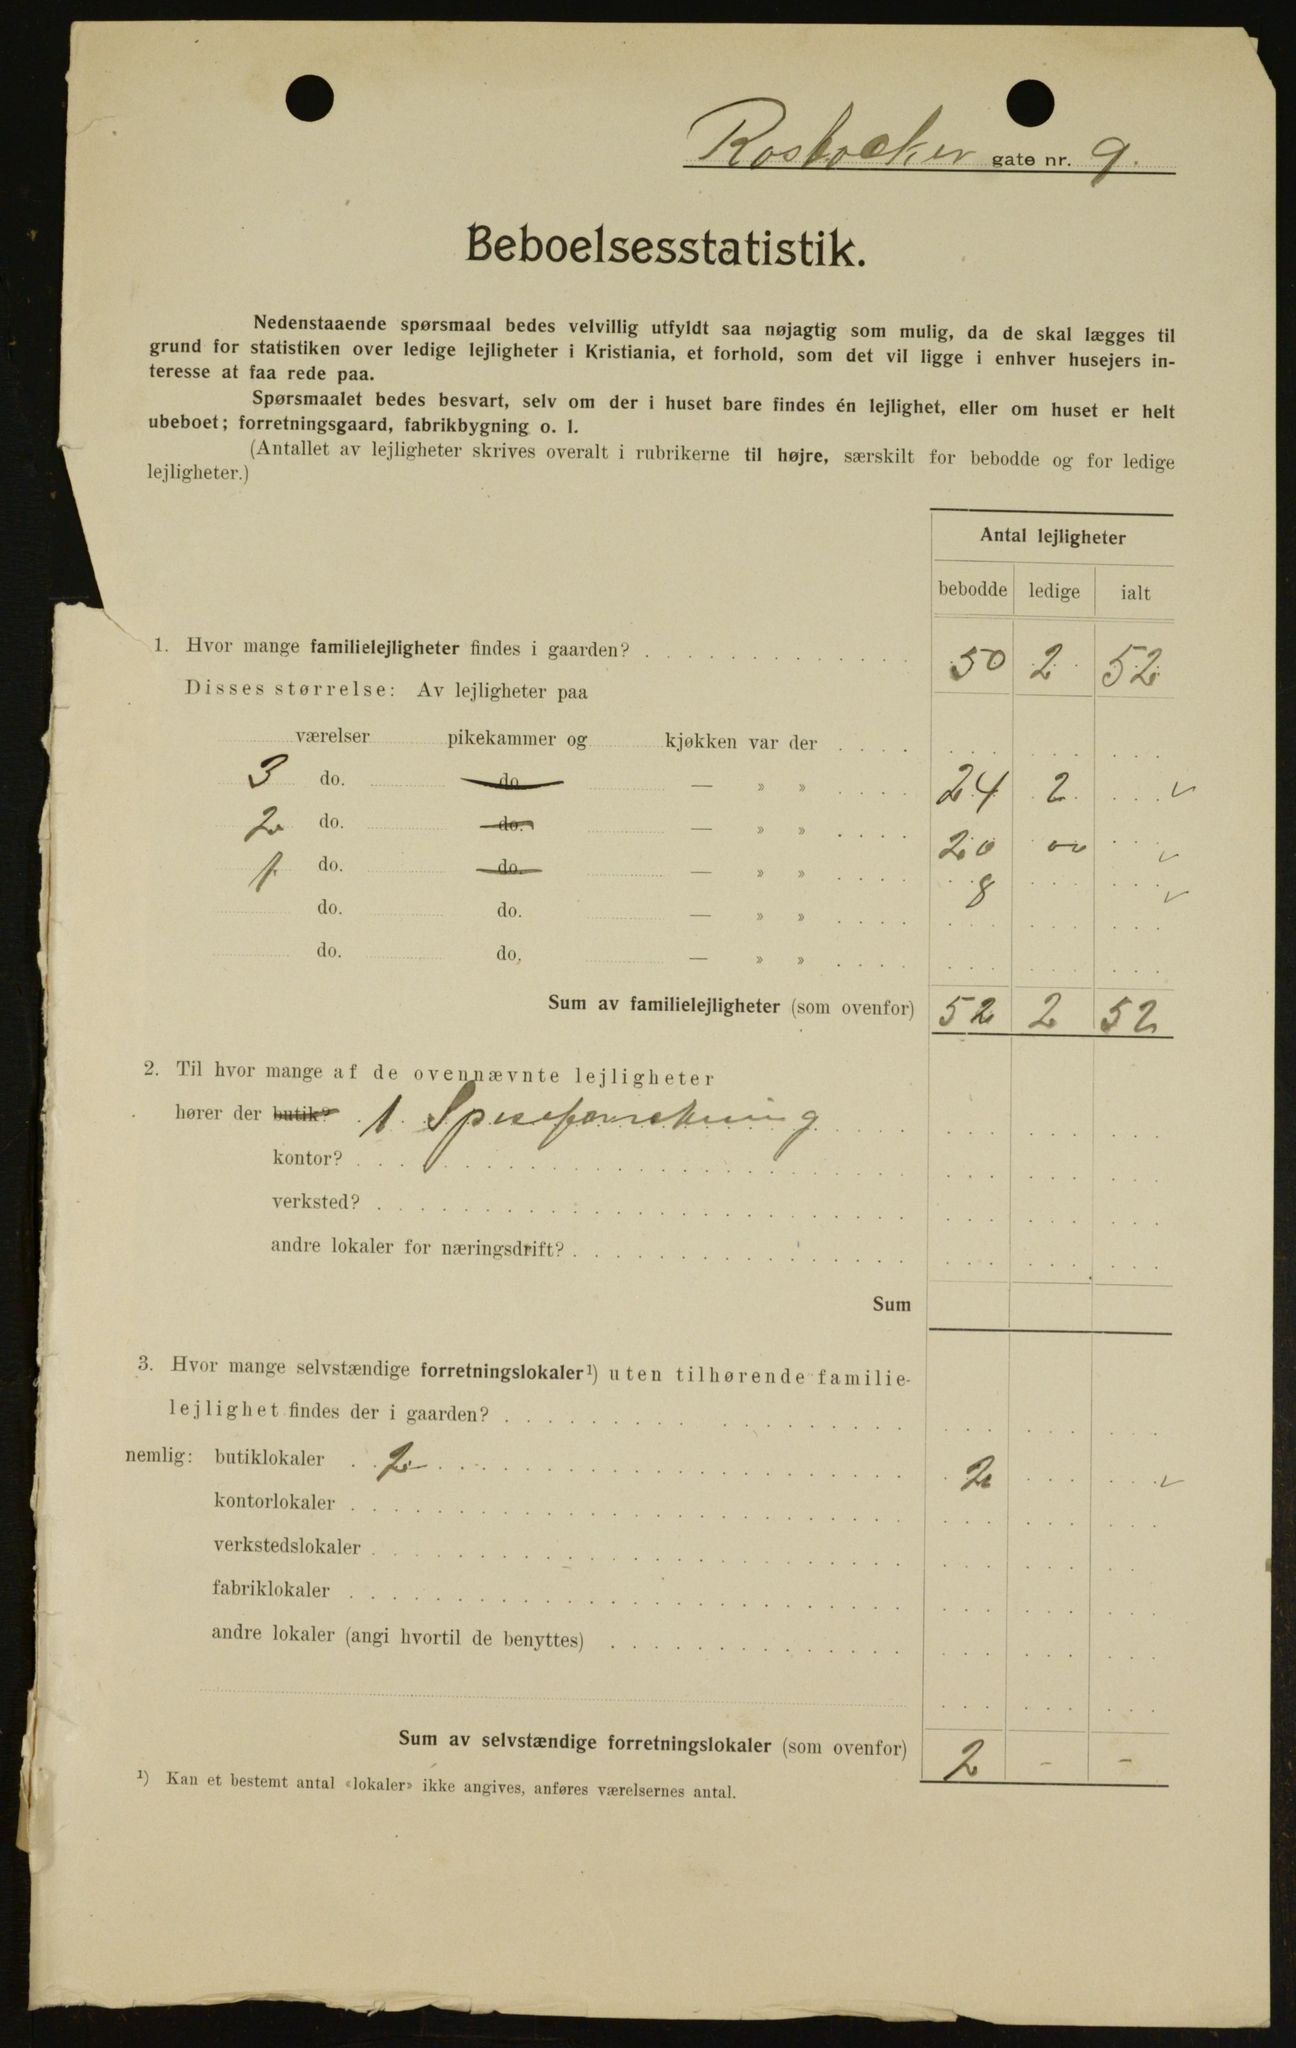 Rostocker gate nr. 9.
Beboelsesstatistik.
Nedenstaaende spørsmaal bedes velvillig utfyldt saa nøjagtig som mulig, da de skal lægges til
grund for statistiken over ledige lejligheter i Kristiania, et forhold, som det vil ligge i enhver husejers in-
teresse at faa rede paa.
Spørsmaalet bedes besvart, selv om der i huset bare findes én lejlighet, eller om huset er helt
ubeboet; forretningsgaard, fabrikbygning o. l.
(Antallet av lejligheter skrives overalt i rubrikerne til højre, særskilt for bebodde og for ledige
lejligheter.)
Antal lejligheter
bebodde ledige ialt
1. Hvor mange familielejligheter findes i gaarden? 50 2 52
Disses størrelse: Av lejligheter paa
værelser pikekammer og kjøkken var der
3 do. do. — » » 24 2 ✓
2 do. do. — » » 20 ✓
1 do. do. — » » 8 ✓
do. do. — » »
do. do. — » »
Sum av familielejligheter (som ovenfor) 52 2 52
2. Til hvor mange af de ovennævnte lejligheter
hører der butik? 1 Speseforretning
kontor?
verksted?
andre lokaler for næringsdrift?
Sum
3. Hvor mange selvstændige forretningslokaler¹) uten tilhørende familie-
lejlighet findes der i gaarden?
nemlig: butiklokaler 2 2 ✓
kontorlokaler
verkstedslokaler
fabriklokaler
andre lokaler (angi hvortil de benyttes)
Sum av selvstændige forretningslokaler (som ovenfor) 2 - -
¹) Kan et bestemt antal «lokaler» ikke angives, anføres værelsernes antal.